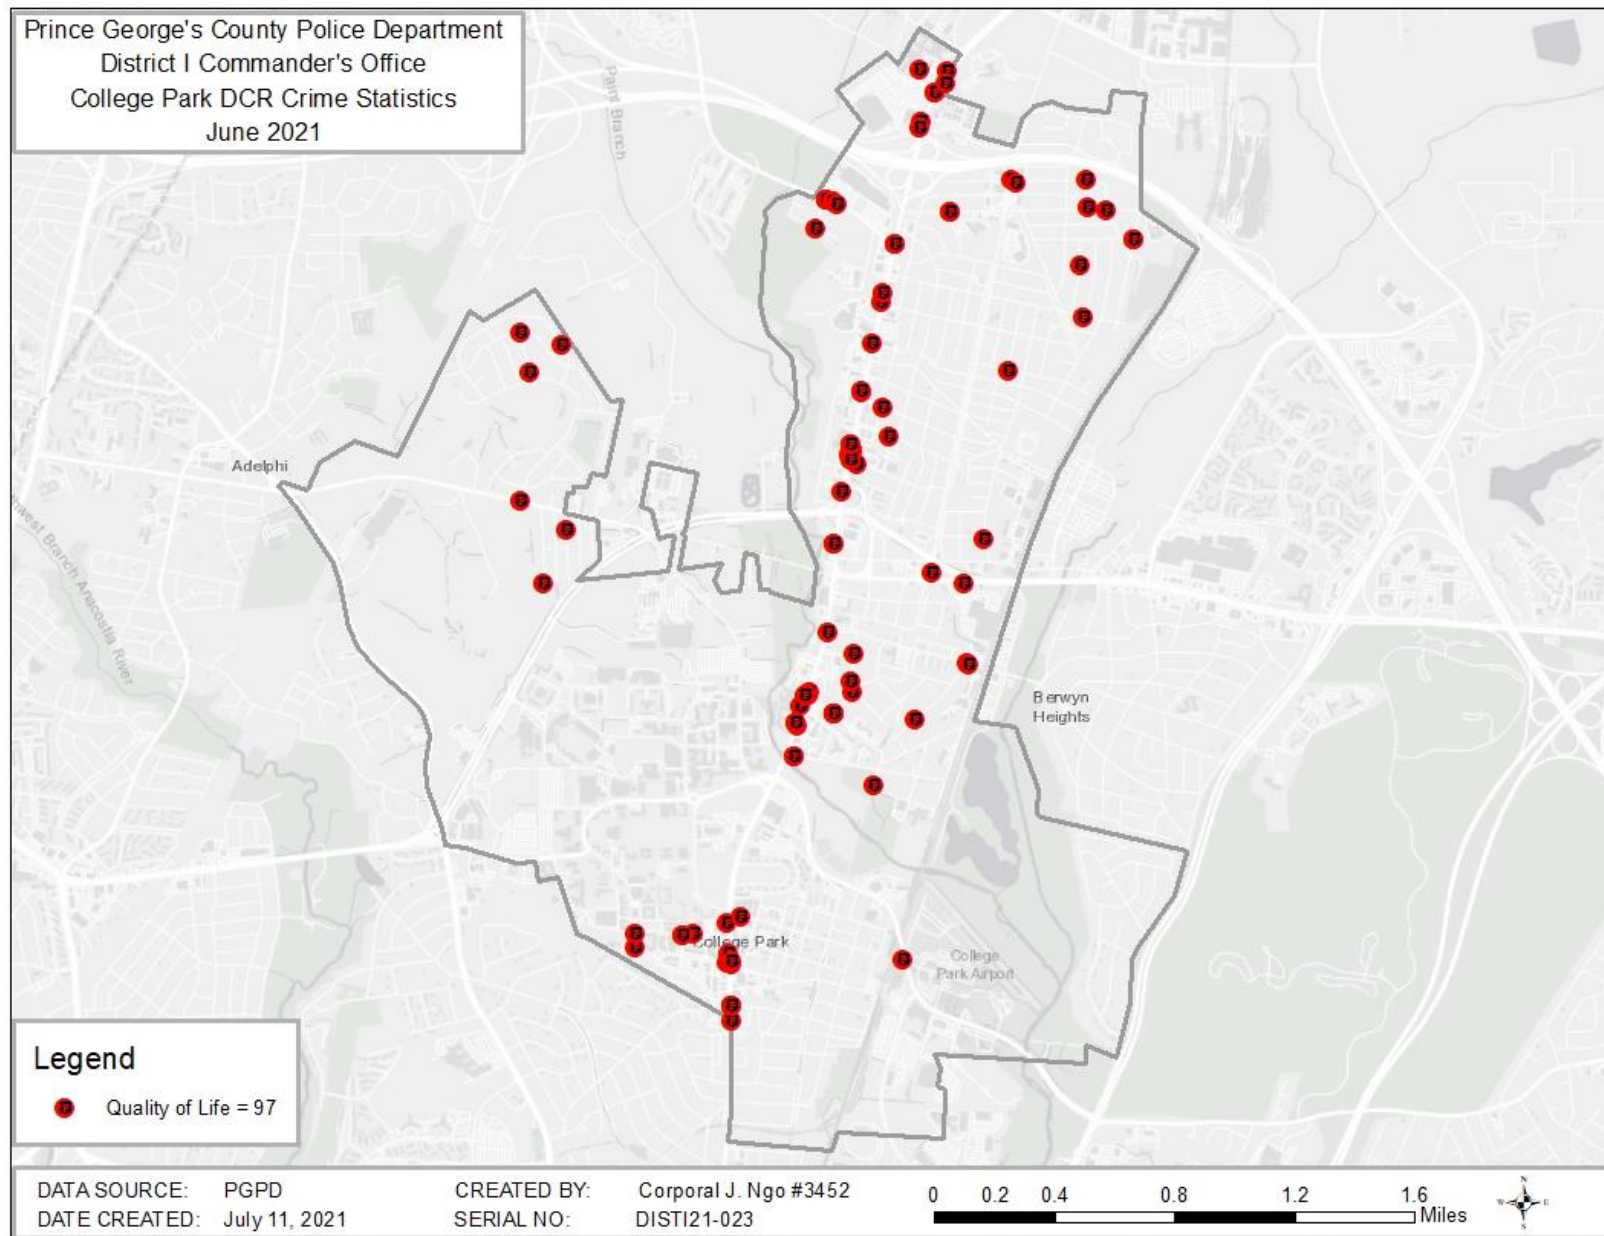 Prince George's County Police Department
District I Commander's Office
College Park DCR Crime Statistics
June 2021
Paint Branch
Adelphi
Branch Anacostia River
Berwyn
Heights
College Park
College
Park Airport
Legend
Quality of Life = 97
DATA SOURCE: PGPD
DATE CREATED: July 11, 2021
CREATED BY: Corporal J. Ngo #3452
SERIAL NO: DISTI21-023
0 0.2 0.4 0.8 1.2 1.6
Miles
N
W E
S